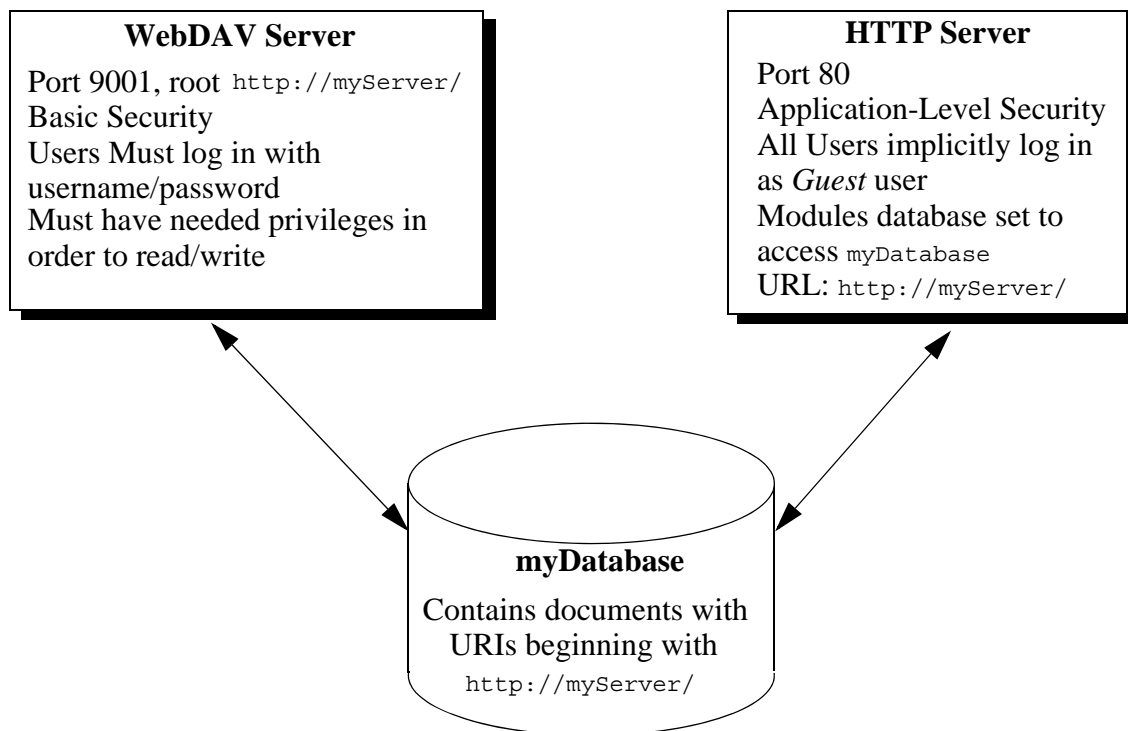 WebDAV Server
Port 9001, root http://myServer/
Basic Security
Users Must log in with
username/password
Must have needed privileges in
order to read/write
HTTP Server
Port 80
Application-Level Security
All Users implicitly log in
as Guest user
Modules database set to
access myDatabase
URL: http://myServer/
myDatabase
Contains documents with
URIs beginning with
http://myServer/